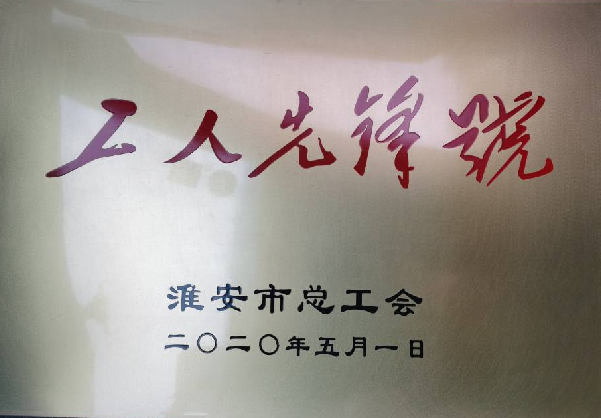 工人先锋號
淮安市总工会
二〇二〇年五月一日